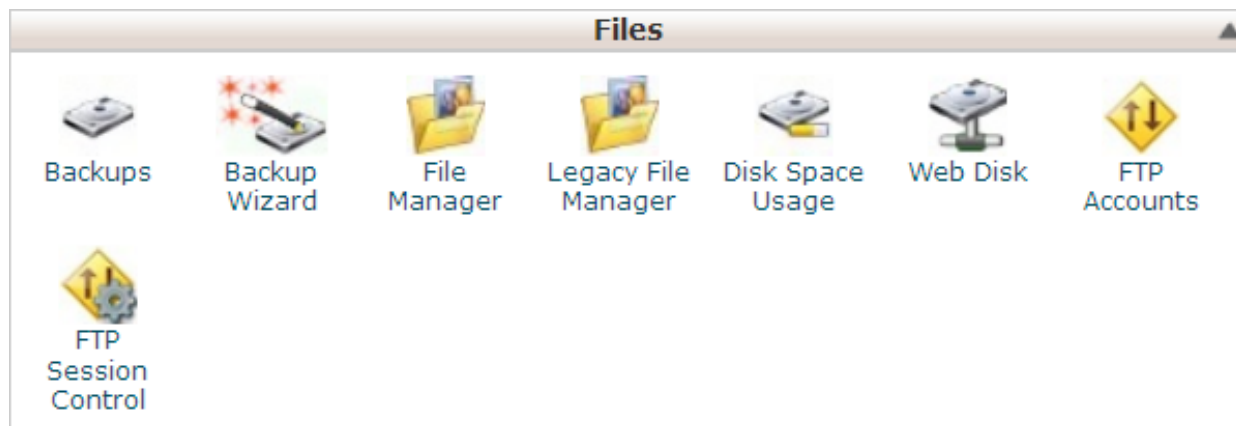 Files
Backups
Backup
Wizard
File
Manager
Legacy File
Manager
Disk Space
Usage
Web Disk
FTP
Accounts
FTP
Session
Control